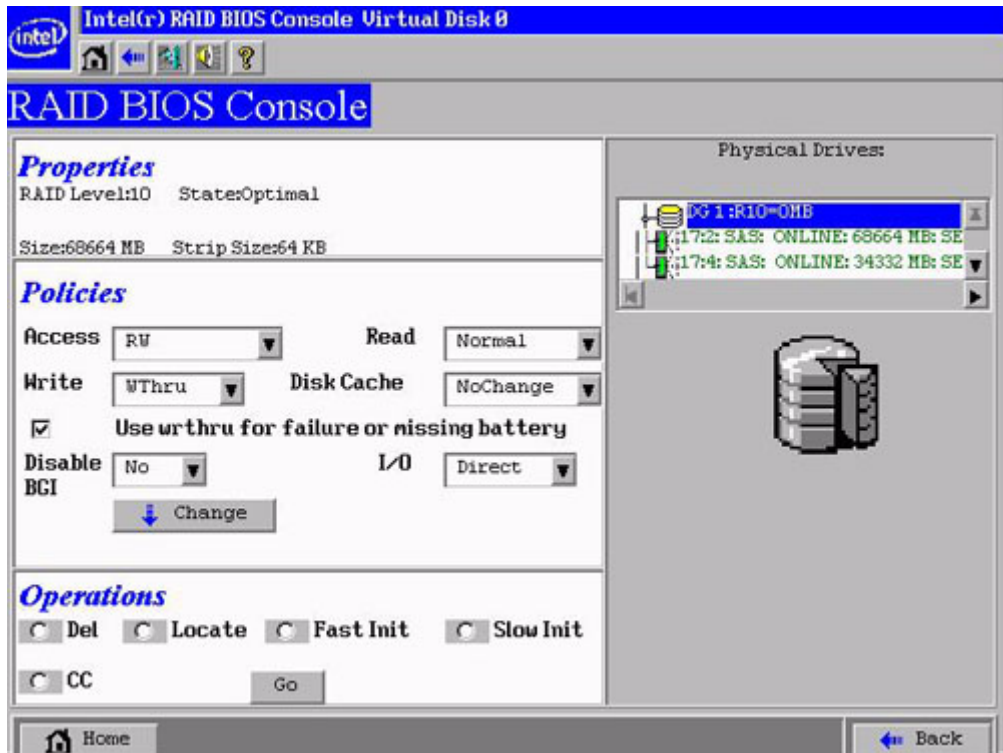 intel
Intel(r) RAID BIOS Console Virtual Disk 0
RAID BIOS Console
Properties
RAID Level:10 State:Optimal
Size:68664 MB Strip Size:64 KB
Policies
Access RW Read Normal
Write WThru Disk Cache NoChange
Use wrthru for failure or missing battery
Disable BGI No I/O Direct
Change
Operations
Del Locate Fast Init Slow Init
CC Go
Physical Drives:
DG 1:R10=0MB
17:2: SAS: ONLINE: 68664 MB: SE
17:4: SAS: ONLINE: 34332 MB: SE
Home Back